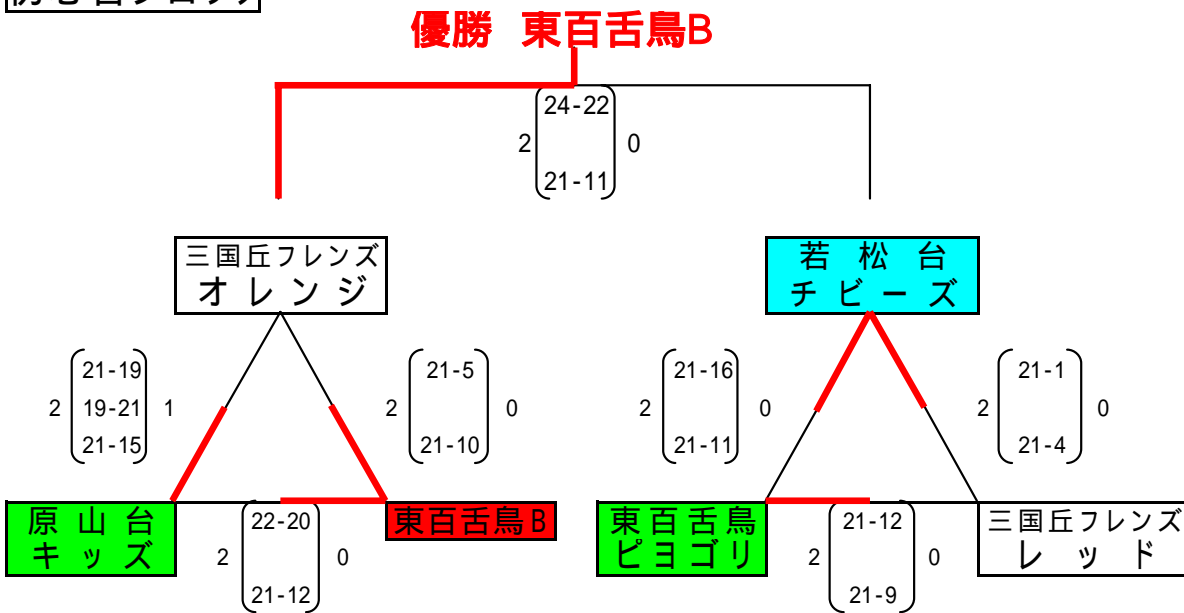 優勝 東百舌鳥B
24-22
2 0
21-11
三国丘フレンズ
オレンジ
若松台
チビーズ
21-19
2 19-21 1
21-15
21-5
2 0
21-10
21-16
2 0
21-11
21-1
2 0
21-4
原山台
キッズ
22-20
2 0
21-12
東百舌鳥B
東百舌鳥
ピヨゴリ
21-12
2 0
21-9
三国丘フレンズ
レッド